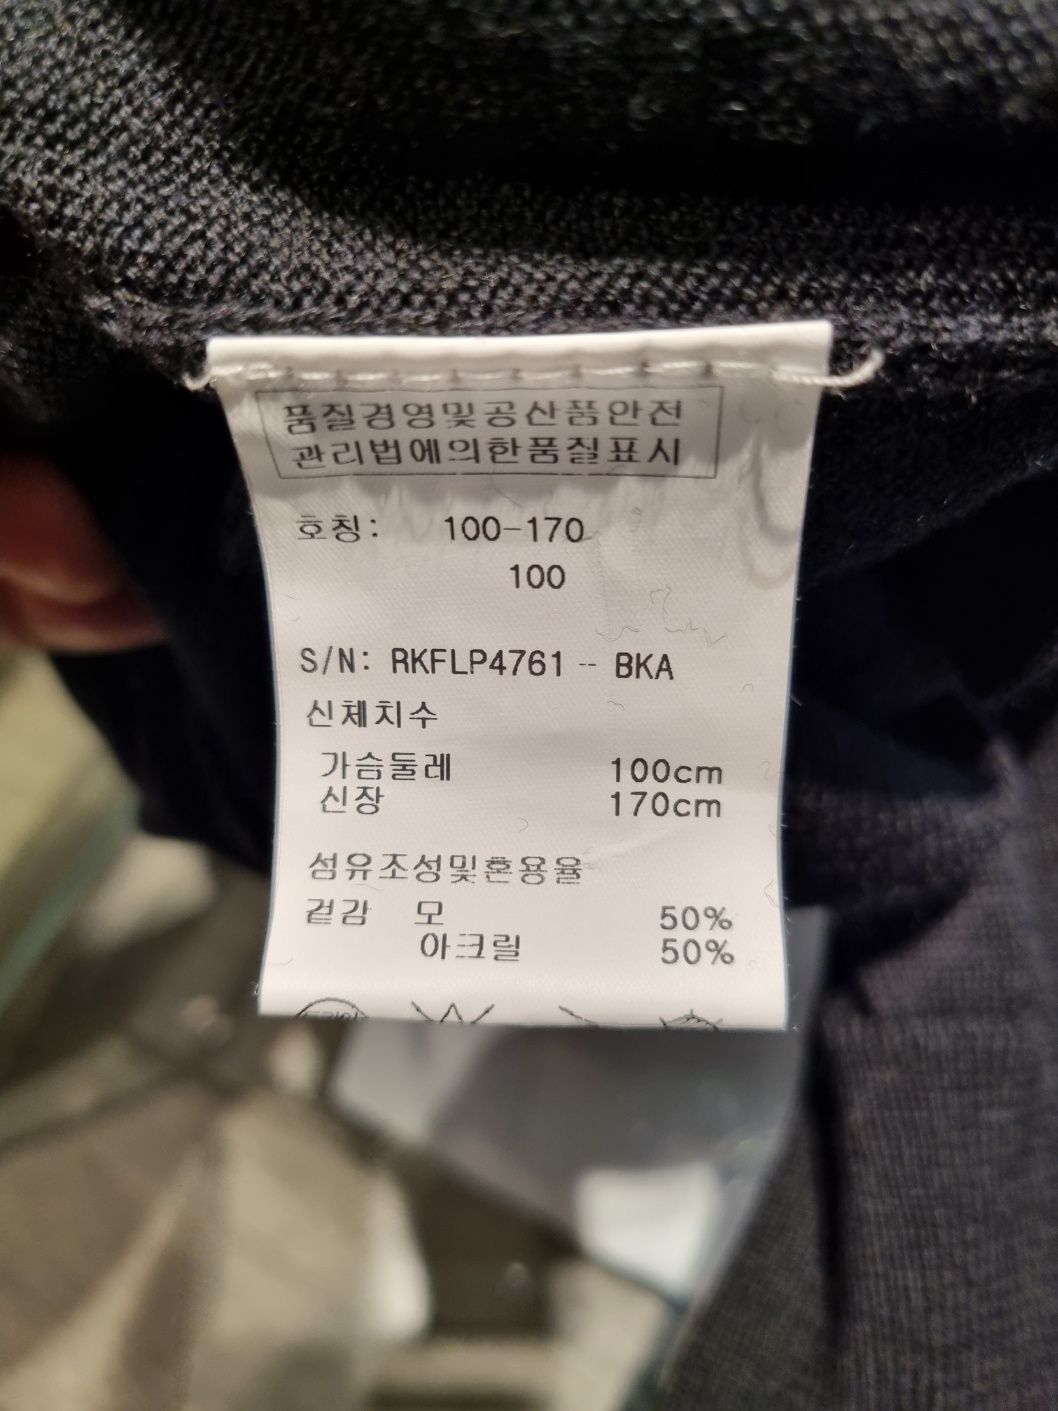 품질경영및공산품안전
관리법에의한품질표시
호칭: 100-170
100
S/N: RKFLP4761 -- BKA
신체치수
가슴둘레 100cm
신장 170cm
섬유조성및혼용율
겉감 모 50%
아크릴 50%